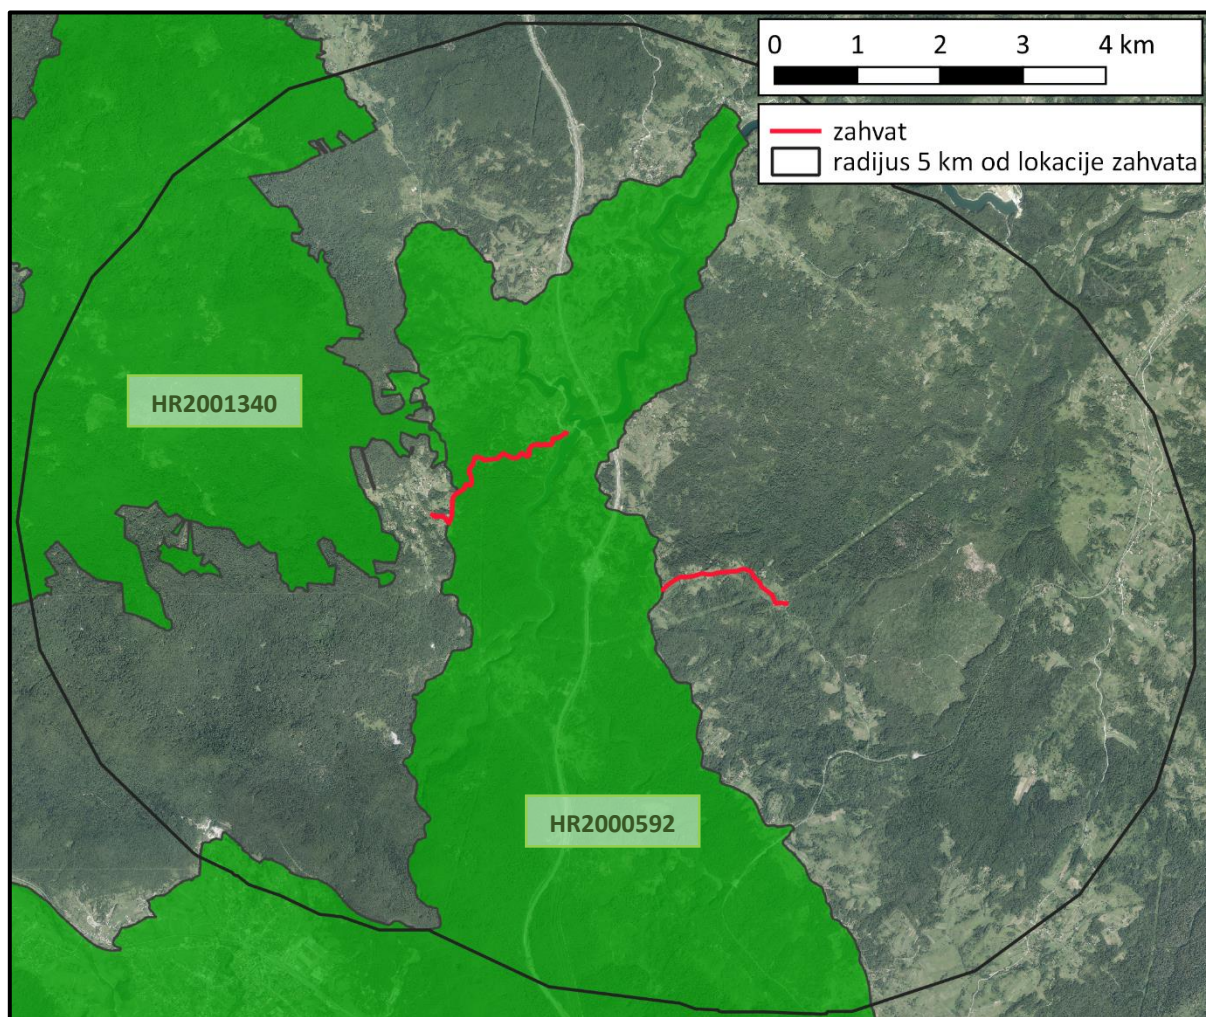 0 1 2 3 4 km
zahvat
radijus 5 km od lokacije zahvata
HR2001340
HR2000592